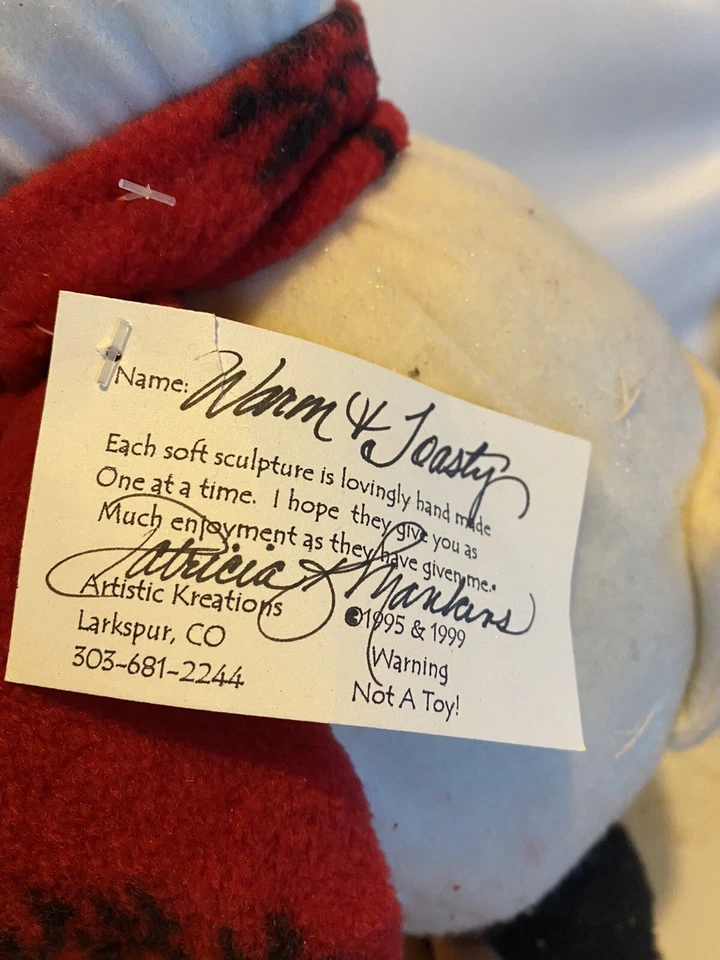 Name: Warm & Toasty
Each soft sculpture is lovingly hand made
One at a time. I hope they give you as
Much enjoyment as they have given me.
Patricia Mankins
Artistic Kreations
©1995 & 1999
Larkspur, CO
Warning
303-681-2244
Not A Toy!